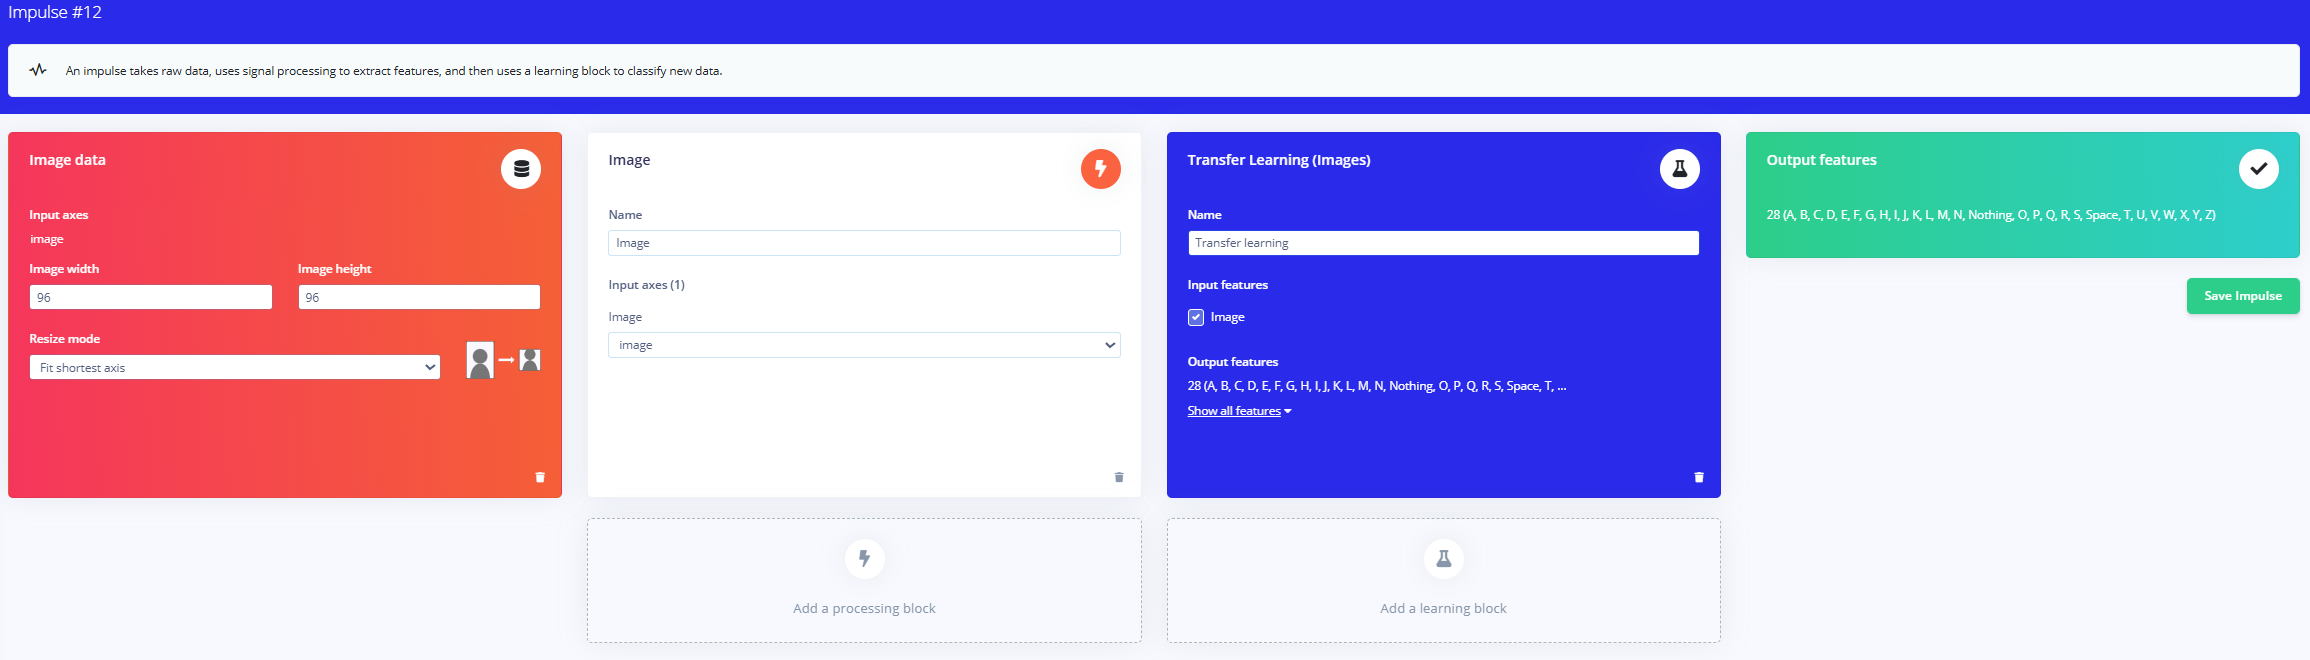 Impulse #12
An impulse takes raw data, uses signal processing to extract features, and then uses a learning block to classify new data.
Image data
Input axes
image
Image width
Image height
96
96
Resize mode
Fit shortest axis
Image
Name
Image
Input axes (1)
Image
image
Add a processing block
Transfer Learning (Images)
Name
Transfer learning
Input features
Image
Output features
28 (A, B, C, D, E, F, G, H, I, J, K, L, M, N, Nothing, O, P, Q, R, S, Space, T, ...
Show all features
Add a learning block
Output features
28 (A, B, C, D, E, F, G, H, I, J, K, L, M, N, Nothing, O, P, Q, R, S, Space, T, U, V, W, X, Y, Z)
Save Impulse